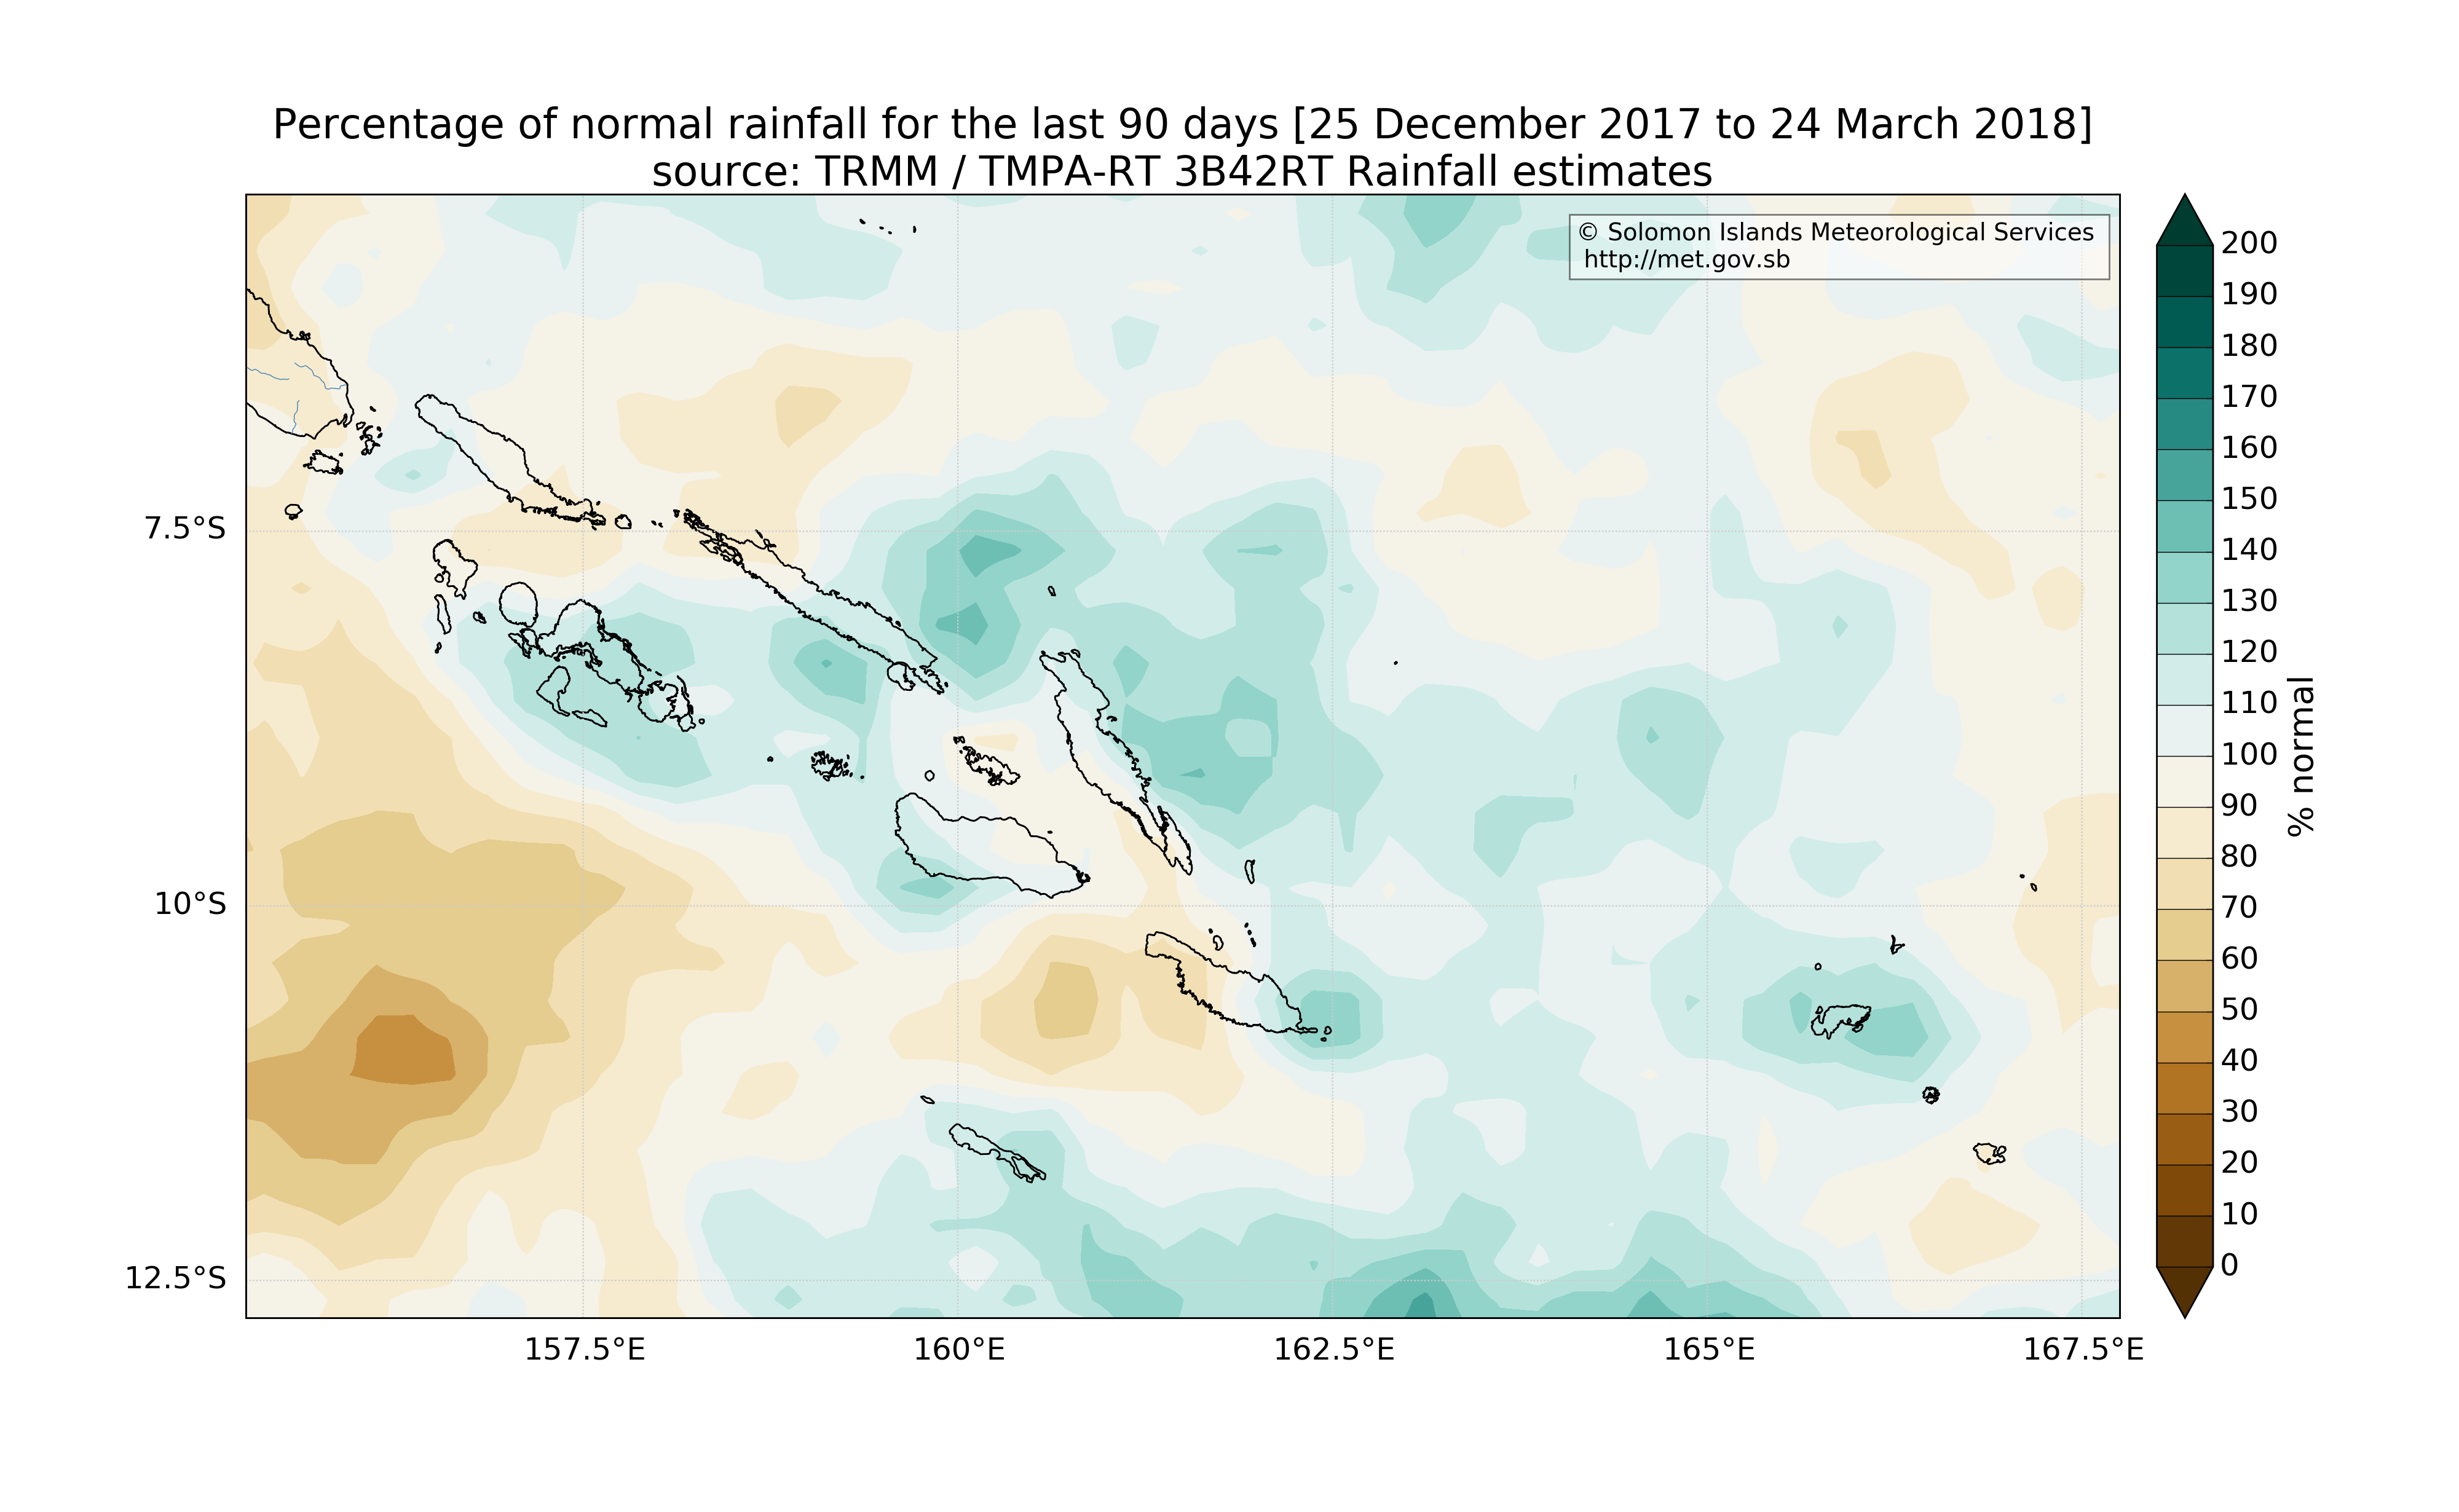 Percentage of normal rainfall for the last 90 days [25 December 2017 to 24 March 2018]
source: TRMM / TMPA-RT 3B42RT Rainfall estimates
© Solomon Islands Meteorological Services
http://met.gov.sb
7.5°S
10°S
12.5°S
157.5°E
160°E
162.5°E
165°E
167.5°E
200
190
180
170
160
150
140
130
120
110
100
90
80
70
60
50
40
30
20
10
0
% normal